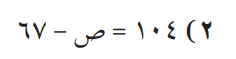 ٢) ١٠٤ = ص − ٦٧